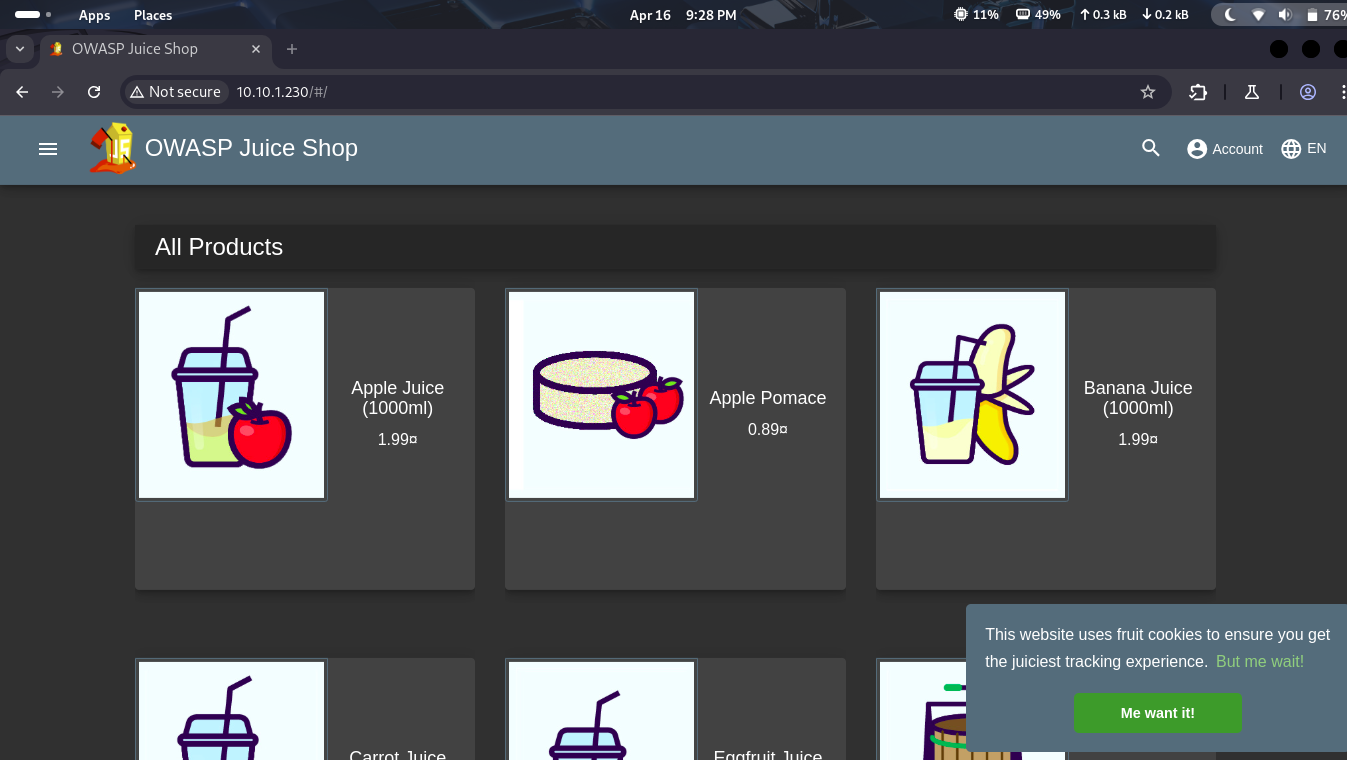 Apps Places Apr 16 9:28 PM 11% 49% 0.3 kB 0.2 kB 76%
OWASP Juice Shop
Not secure 10.10.1.230/#/
OWASP Juice Shop
Account
EN
All Products
Apple Juice
(1000ml)
1.99¤
Apple Pomace
0.89¤
Banana Juice
(1000ml)
1.99¤
Carrot Juice
Eggfruit Juice
This website uses fruit cookies to ensure you get
the juiciest tracking experience. But me wait!
Me want it!